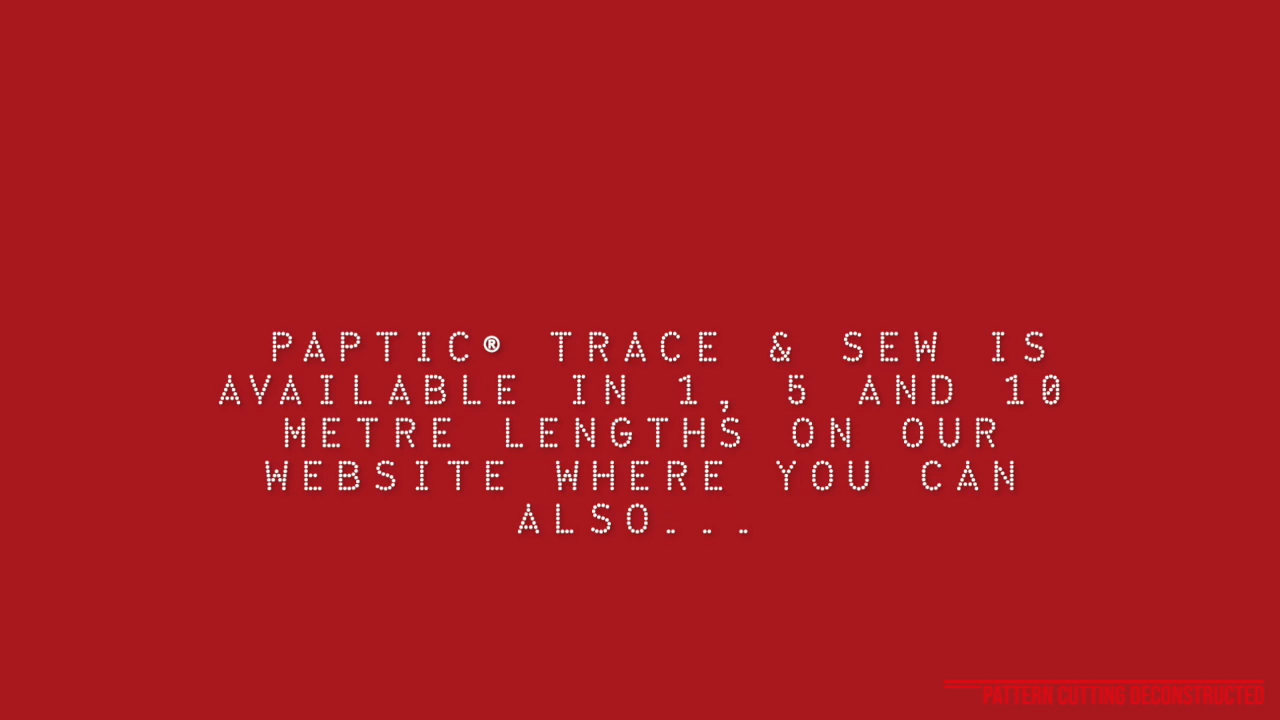 PAPTIC® TRACE & SEW IS
AVAILABLE IN 1, 5 AND 10
METRE LENGTHS ON OUR
WEBSITE WHERE YOU CAN
ALSO...
PATTERN CUTTING DECONSTRUCTED